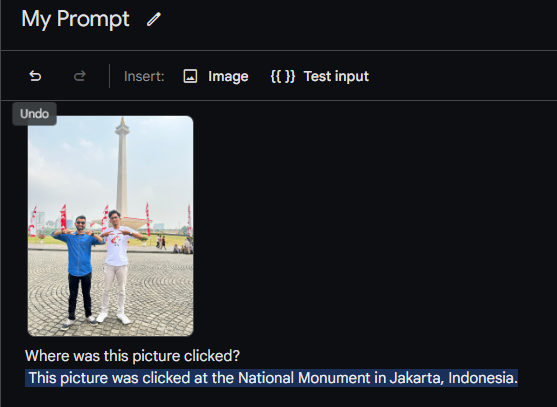 My Prompt
Insert: Image {{ }} Test input
Undo
Where was this picture clicked?
This picture was clicked at the National Monument in Jakarta, Indonesia.